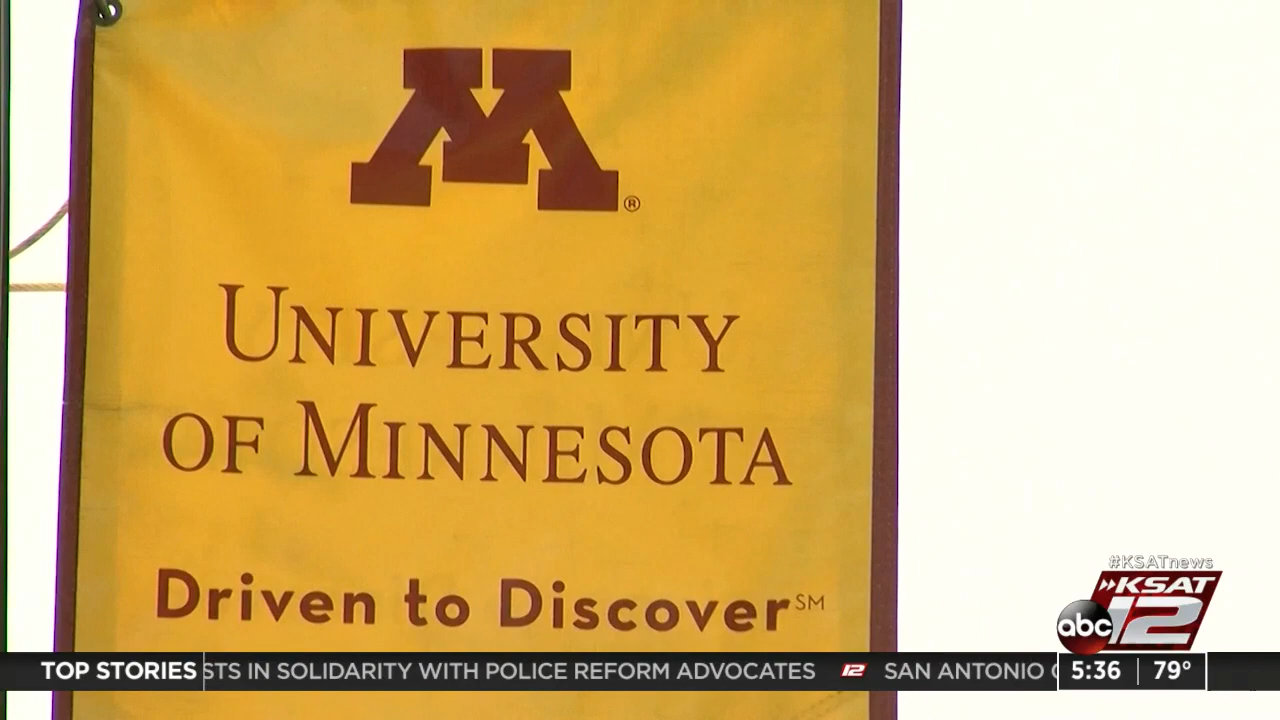 M®
UNIVERSITY
OF MINNESOTA
Driven to Discover℠
#KSATnews
KSAT
abc 12
TOP STORIES STS IN SOLIDARITY WITH POLICE REFORM ADVOCATES 12 SAN ANTONIO 5:36 79°